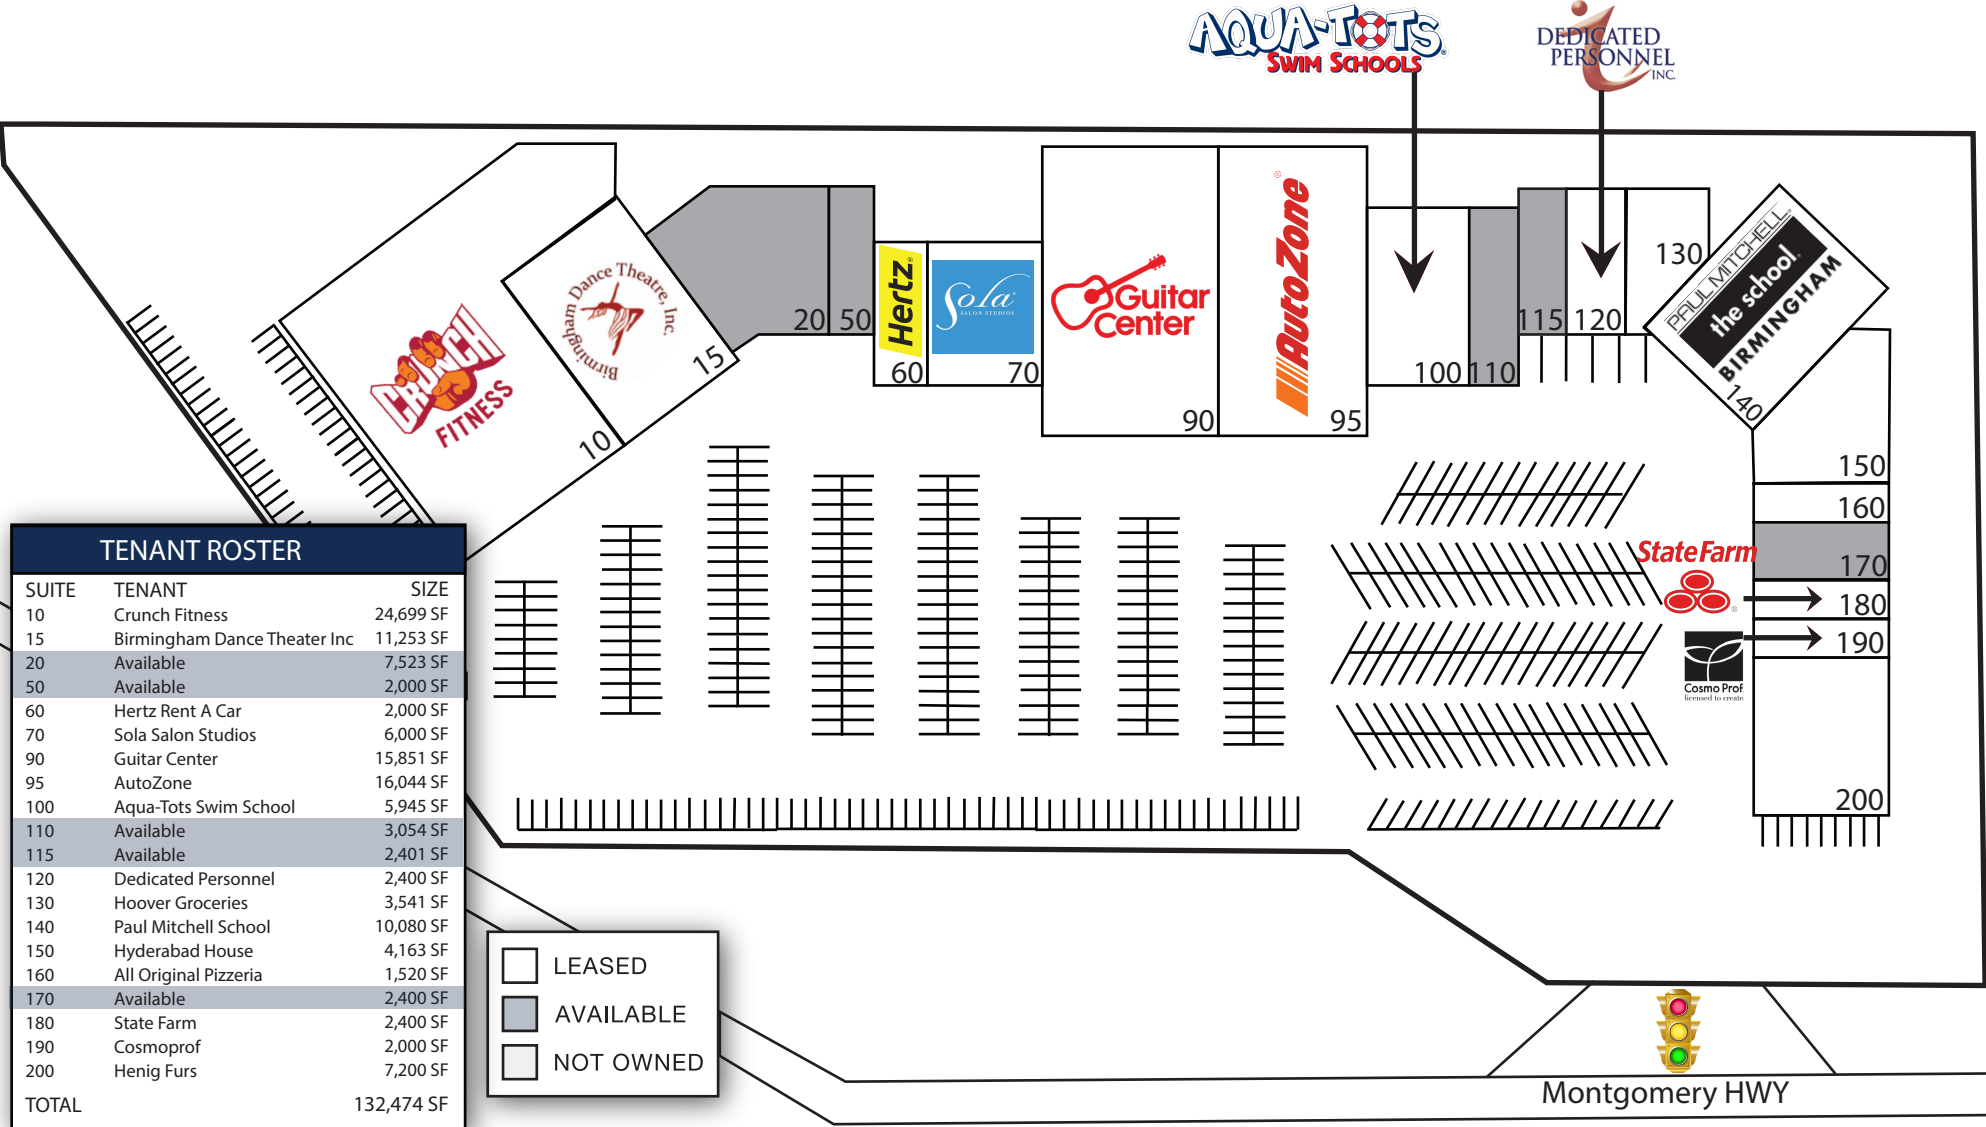 AQUA-TOTS
SWIM SCHOOLS
DEDICATED
PERSONNEL
INC.
CRUNCH
FITNESS
10
Birmingham Dance Theatre, Inc.
15
20
50
Hertz
60
Sola
SALON STUDIOS
70
Guitar
Center
90
AutoZone
95
100
110
115
120
130
PAUL MITCHELL
the school
BIRMINGHAM
140
150
160
170
StateFarm
180
Cosmo Prof
licensed to create
190
200
TENANT ROSTER
SUITE TENANT SIZE
10 Crunch Fitness 24,699 SF
15 Birmingham Dance Theater Inc 11,253 SF
20 Available 7,523 SF
50 Available 2,000 SF
60 Hertz Rent A Car 2,000 SF
70 Sola Salon Studios 6,000 SF
90 Guitar Center 15,851 SF
95 AutoZone 16,044 SF
100 Aqua-Tots Swim School 5,945 SF
110 Available 3,054 SF
115 Available 2,401 SF
120 Dedicated Personnel 2,400 SF
130 Hoover Groceries 3,541 SF
140 Paul Mitchell School 10,080 SF
150 Hyderabad House 4,163 SF
160 All Original Pizzeria 1,520 SF
170 Available 2,400 SF
180 State Farm 2,400 SF
190 Cosmoprof 2,000 SF
200 Henig Furs 7,200 SF
TOTAL 132,474 SF
LEASED
AVAILABLE
NOT OWNED
Montgomery HWY